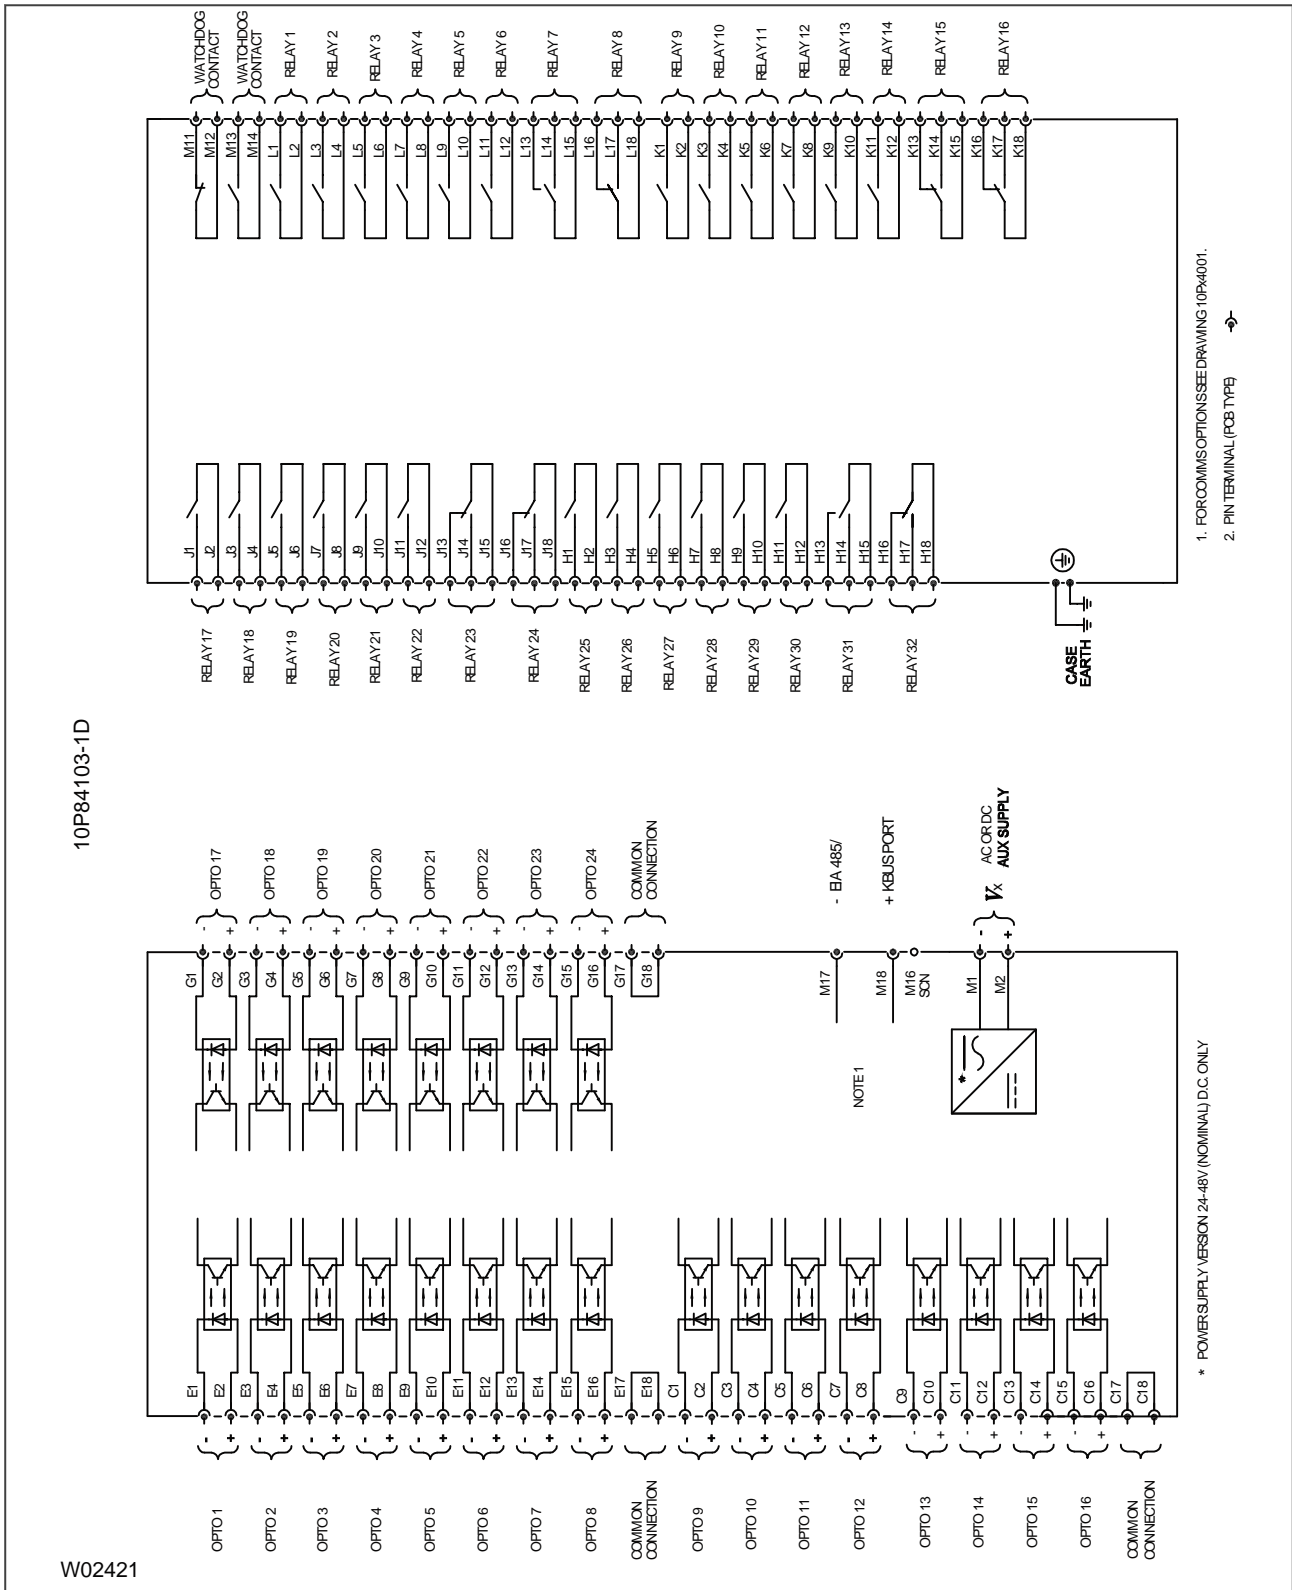 WATCHDOG
CONTACT
WATCHDOG
CONTACT
RELAY 1
RELAY 2
RELAY 3
RELAY 4
RELAY 5
RELAY 6
RELAY 7
RELAY 8
RELAY 9
RELAY 10
RELAY 11
RELAY 12
RELAY 13
RELAY 14
RELAY 15
RELAY 16
M11
M12
M13
M14
L1
L2
L3
L4
L5
L6
L7
L8
L9
L10
L11
L12
L13
L14
L15
L16
L17
L18
K1
K2
K3
K4
K5
K6
K7
K8
K9
K10
K11
K12
K13
K14
K15
K16
K17
K18
J1
J2
J3
J4
J5
J6
J7
J8
J9
J10
J11
J12
J13
J14
J15
J16
J17
J18
H1
H2
H3
H4
H5
H6
H7
H8
H9
H10
H11
H12
H13
H14
H15
H16
H17
H18
RELAY 17
RELAY 18
RELAY 19
RELAY 20
RELAY 21
RELAY 22
RELAY 23
RELAY 24
RELAY 25
RELAY 26
RELAY 27
RELAY 28
RELAY 29
RELAY 30
RELAY 31
RELAY 32
CASE
EARTH
1. FOR COMMS OPTIONS SEE DRAWING 10Px4001.
2. PIN TERMINAL (PCB TYPE)
10P84103-1D
OPTO 17
OPTO 18
OPTO 19
OPTO 20
OPTO 21
OPTO 22
OPTO 23
OPTO 24
COMMON
CONNECTION
- EIA 485/
+ KBUS PORT
AC OR DC
Vx AUX SUPPLY
- + - + - + - + - + - + - + - + - +
G1
G2
G3
G4
G5
G6
G7
G8
G9
G10
G11
G12
G13
G14
G15
G16
G17
G18
M17
M18
M16
SCN
M1
M2
NOTE 1
*
E1
E2
E3
E4
E5
E6
E7
E8
E9
E10
E11
E12
E13
E14
E15
E16
E17
E18
C1
C2
C3
C4
C5
C6
C7
C8
C9
C10
C11
C12
C13
C14
C15
C16
C17
C18
- + - + - + - + - + - + - + - + - + - + - + - + - + - + - + - +
OPTO 1
OPTO 2
OPTO 3
OPTO 4
OPTO 5
OPTO 6
OPTO 7
OPTO 8
COMMON
CONNECTION
OPTO 9
OPTO 10
OPTO 11
OPTO 12
OPTO 13
OPTO 14
OPTO 15
OPTO 16
COMMON
CONNECTION
* POWER SUPPLY VERSION 24-48V (NOMINAL) D.C. ONLY
W02421